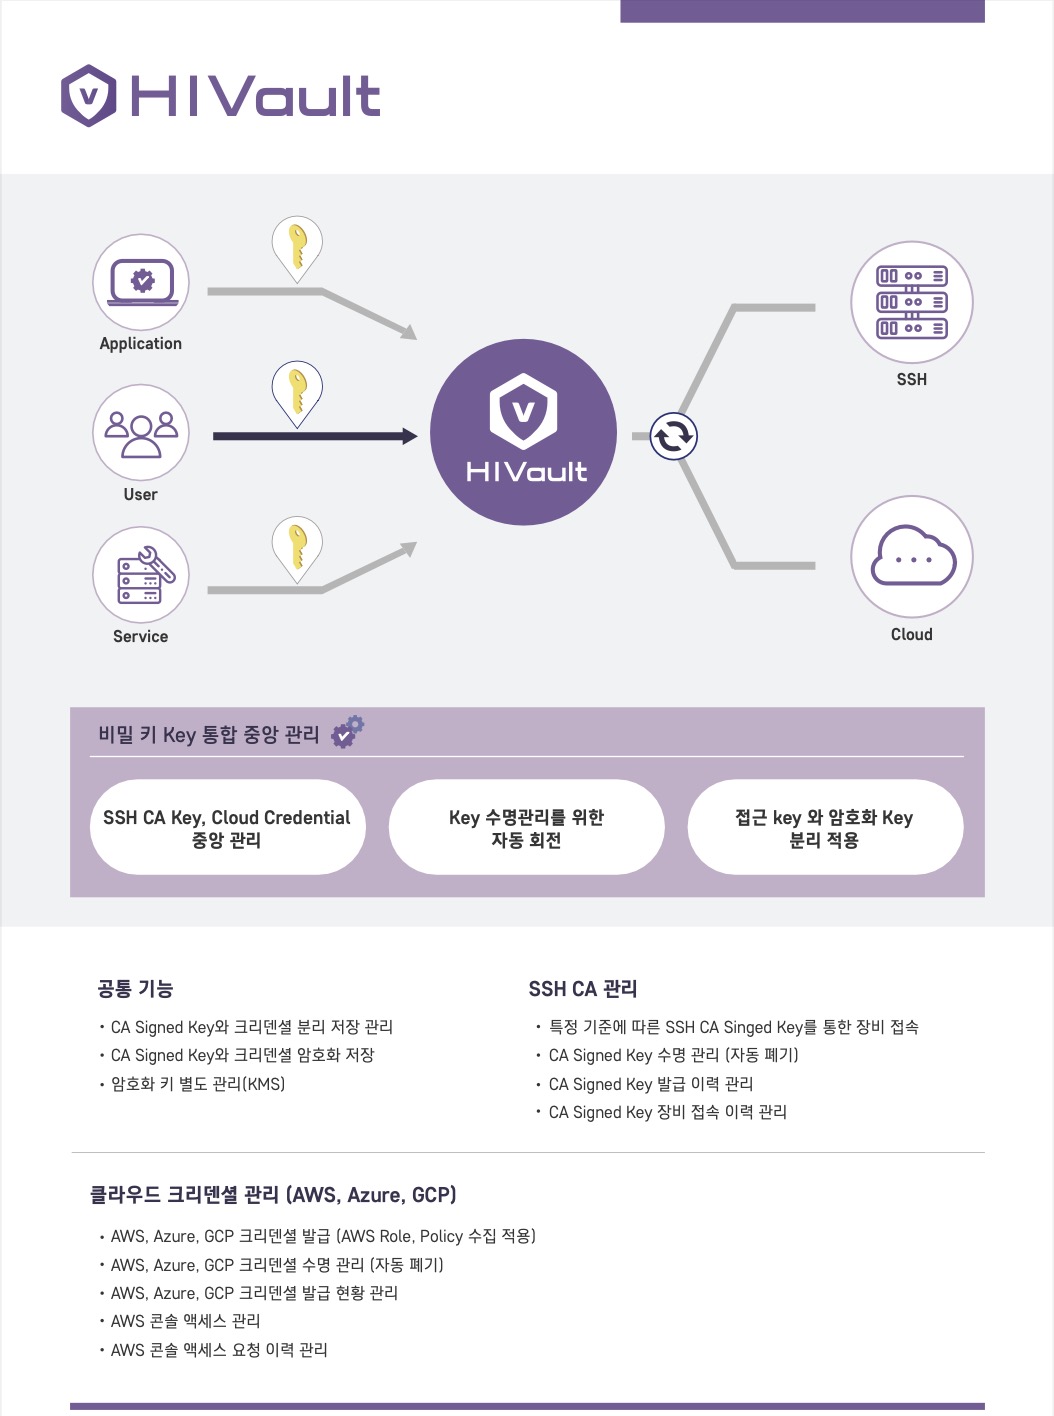 HIVault
Application
User
Service
HIVault
SSH
Cloud
비밀 키 Key 통합 중앙 관리
SSH CA Key, Cloud Credential
중앙 관리
Key 수명관리를 위한
자동 회전
접근 key 와 암호화 Key
분리 적용
공통 기능
• CA Signed Key와 크리덴셜 분리 저장 관리
• CA Signed Key와 크리덴셜 암호화 저장
• 암호화 키 별도 관리(KMS)
SSH CA 관리
• 특정 기준에 따른 SSH CA Singed Key를 통한 장비 접속
• CA Signed Key 수명 관리 (자동 폐기)
• CA Signed Key 발급 이력 관리
• CA Signed Key 장비 접속 이력 관리
클라우드 크리덴셜 관리 (AWS, Azure, GCP)
• AWS, Azure, GCP 크리덴셜 발급 (AWS Role, Policy 수집 적용)
• AWS, Azure, GCP 크리덴셜 수명 관리 (자동 폐기)
• AWS, Azure, GCP 크리덴셜 발급 현황 관리
• AWS 콘솔 액세스 관리
• AWS 콘솔 액세스 요청 이력 관리